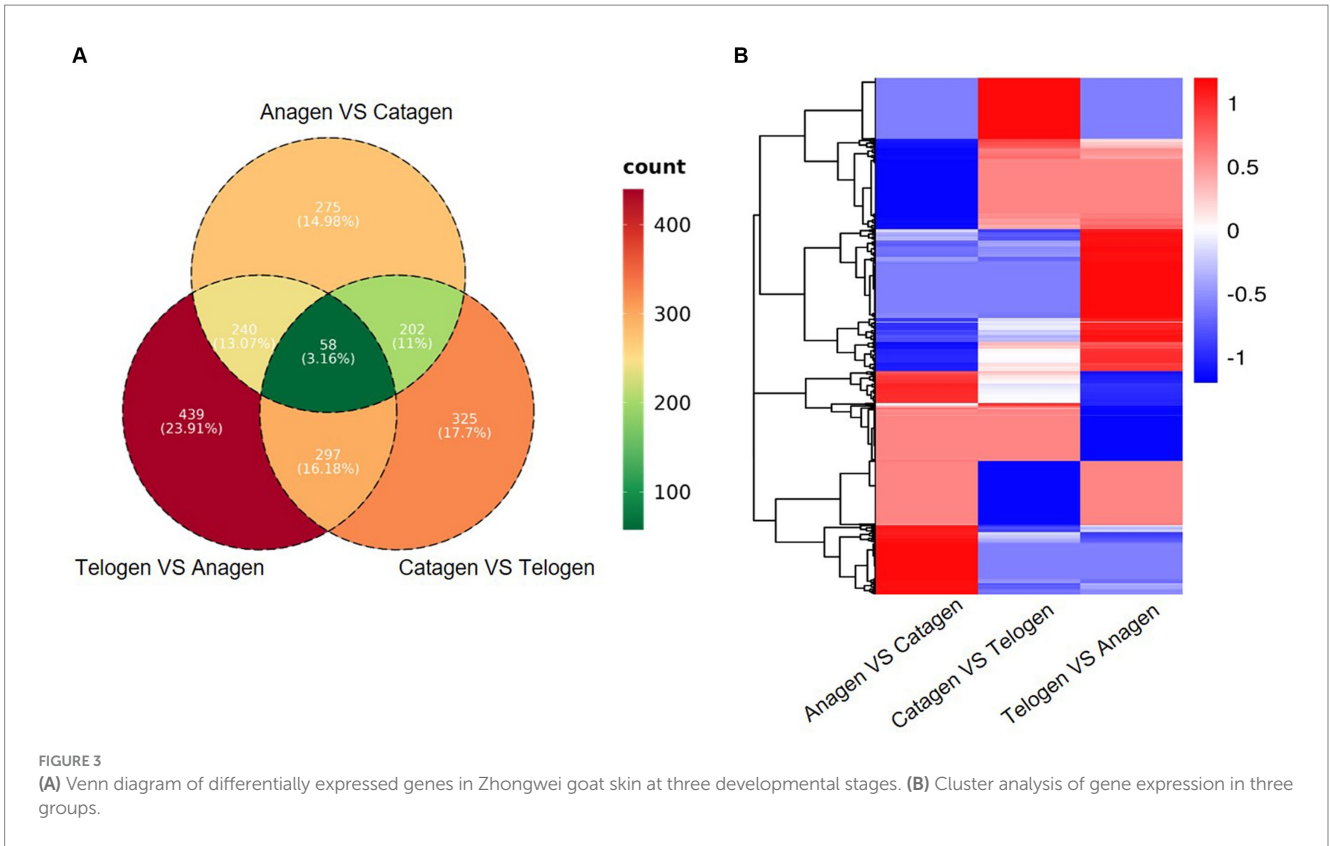 A
B
Anagen VS Catagen
275
(14.98%)
240
(13.07%)
58
(3.16%)
202
(11%)
439
(23.91%)
297
(16.18%)
325
(17.7%)
Telogen VS Anagen
Catagen VS Telogen
count
400
300
200
100
1
0.5
0
-0.5
-1
Anagen VS Catagen
Catagen VS Telogen
Telogen VS Anagen
FIGURE 3
(A) Venn diagram of differentially expressed genes in Zhongwei goat skin at three developmental stages. (B) Cluster analysis of gene expression in three
groups.